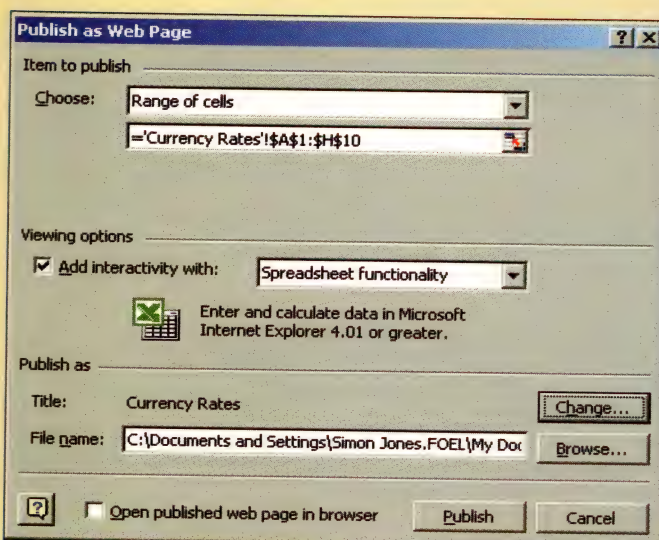 Publish as Web Page
Item to publish
Choose: Range of cells
='Currency Rates'!$A$1:$H$10
Viewing options
Add interactivity with: Spreadsheet functionality
Enter and calculate data in Microsoft
Internet Explorer 4.01 or greater.
Publish as
Title: Currency Rates Change...
File name: C:\Documents and Settings\Simon Jones.FOEL\My Doc Browse...
Open published web page in browser Publish Cancel